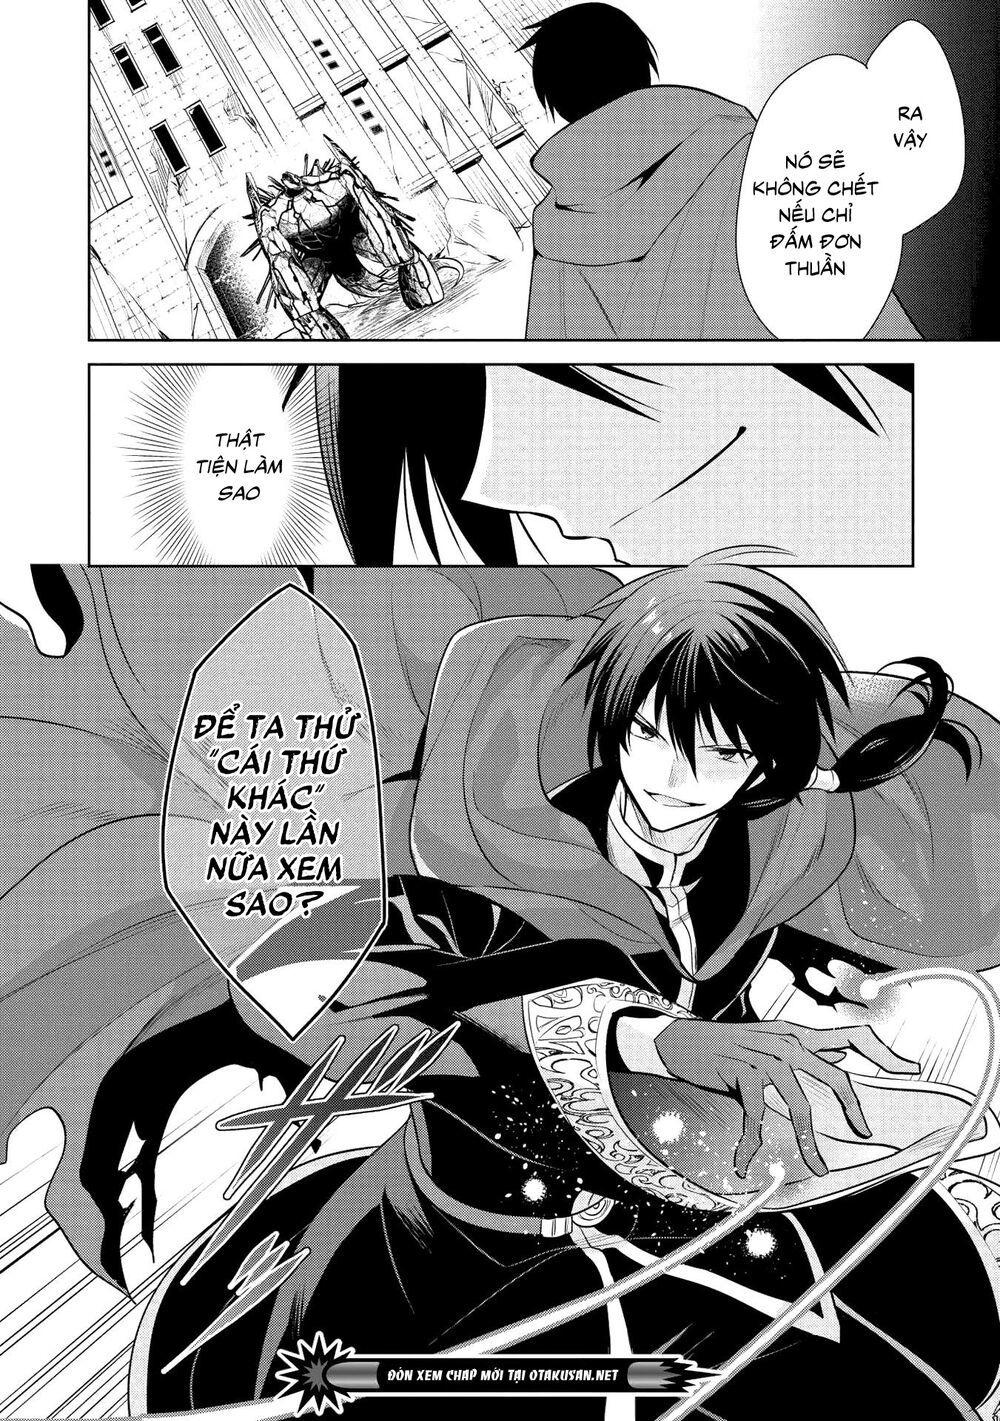 RA
VẬY
NÓ SẼ
KHÔNG CHẾT
NẾU CHỈ
ĐẤM ĐƠN
THUẦN
THẬT
TIỆN LÀM
SAO
ĐỂ TA THỬ
"CÁI THỨ
KHÁC"
NÀY LẦN
NỮA XEM
SAO?
ĐÓN XEM CHAP MỚI TẠI OTAKUSAN.NET